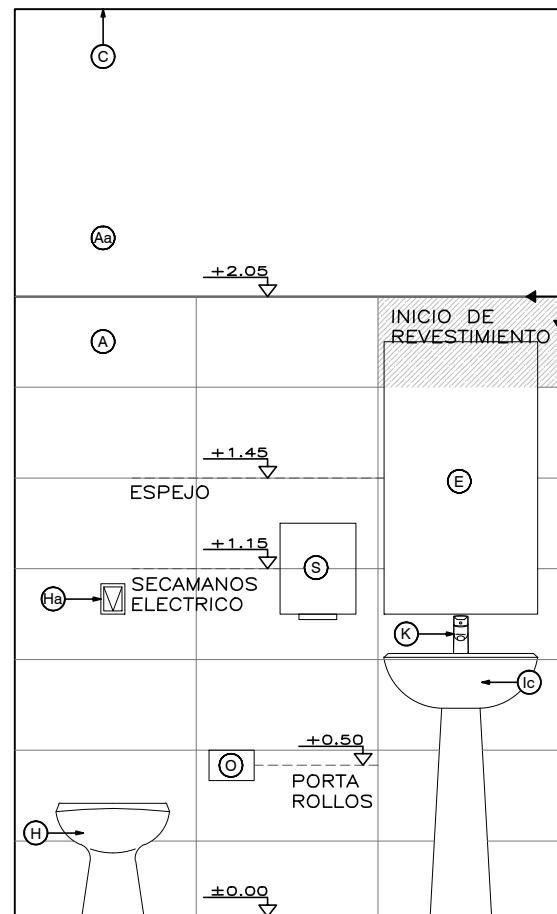 C
Aa
+2.05
INICIO DE
REVESTIMIENTO
A
+1.45
ESPEJO
E
+1.15
S
SECAMANOS
ELECTRICO
Ha
K
Ic
+0.50
O
PORTA
ROLLOS
H
±0.00